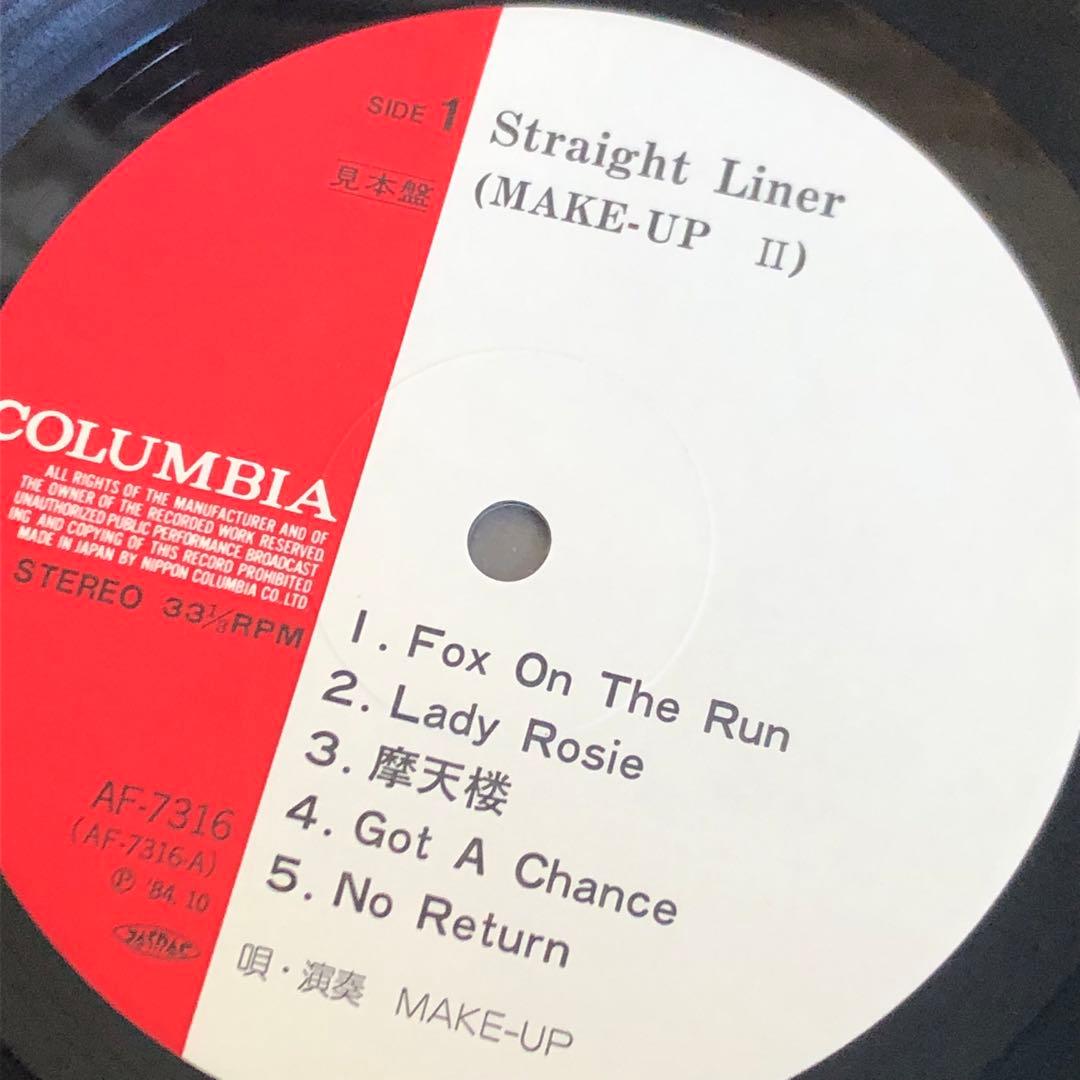 SIDE 1
見本盤
Straight Liner
(MAKE-UP II)
COLUMBIA
ALL RIGHTS OF THE MANUFACTURER AND OF
THE OWNER OF THE RECORDED WORK RESERVED
UNAUTHORIZED PUBLIC PERFORMANCE BROADCAST
ING AND COPYING OF THIS RECORD PROHIBITED
MADE IN JAPAN BY NIPPON COLUMBIA CO., LTD
STEREO 33⅓RPM
1. Fox On The Run
2. Lady Rosie
3. 摩天楼
4. Got A Chance
5. No Return
唄・演奏 MAKE-UP
AF-7316
(AF-7316-A)
Ⓟ '84. 10
JASRAC